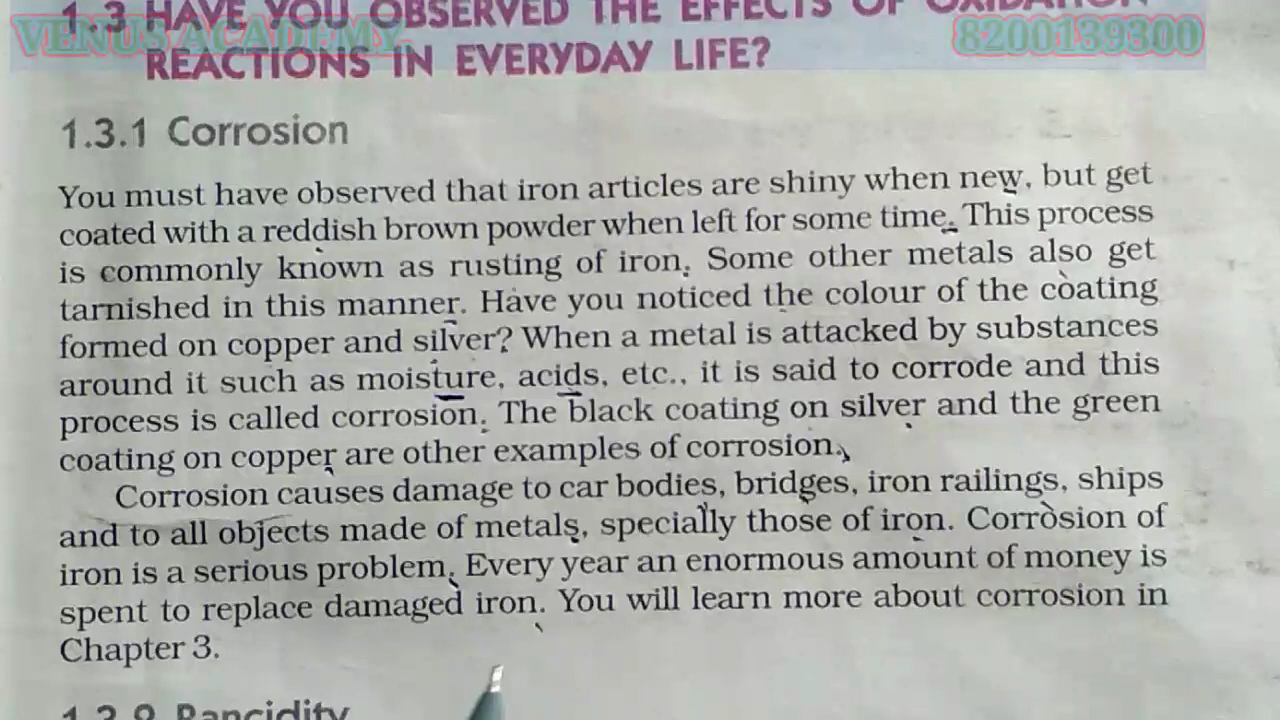 1.3 HAVE YOU OBSERVED THE EFFECTS OF OXIDATION
VENUS ACADEMY
8200139300
REACTIONS IN EVERYDAY LIFE?
1.3.1 Corrosion
You must have observed that iron articles are shiny when new, but get
coated with a reddish brown powder when left for some time. This process
is commonly known as rusting of iron. Some other metals also get
tarnished in this manner. Have you noticed the colour of the coating
formed on copper and silver? When a metal is attacked by substances
around it such as moisture, acids, etc., it is said to corrode and this
process is called corrosion. The black coating on silver and the green
coating on copper are other examples of corrosion.
Corrosion causes damage to car bodies, bridges, iron railings, ships
and to all objects made of metals, specially those of iron. Corrosion of
iron is a serious problem. Every year an enormous amount of money is
spent to replace damaged iron. You will learn more about corrosion in
Chapter 3.
1.3.2 Rancidity